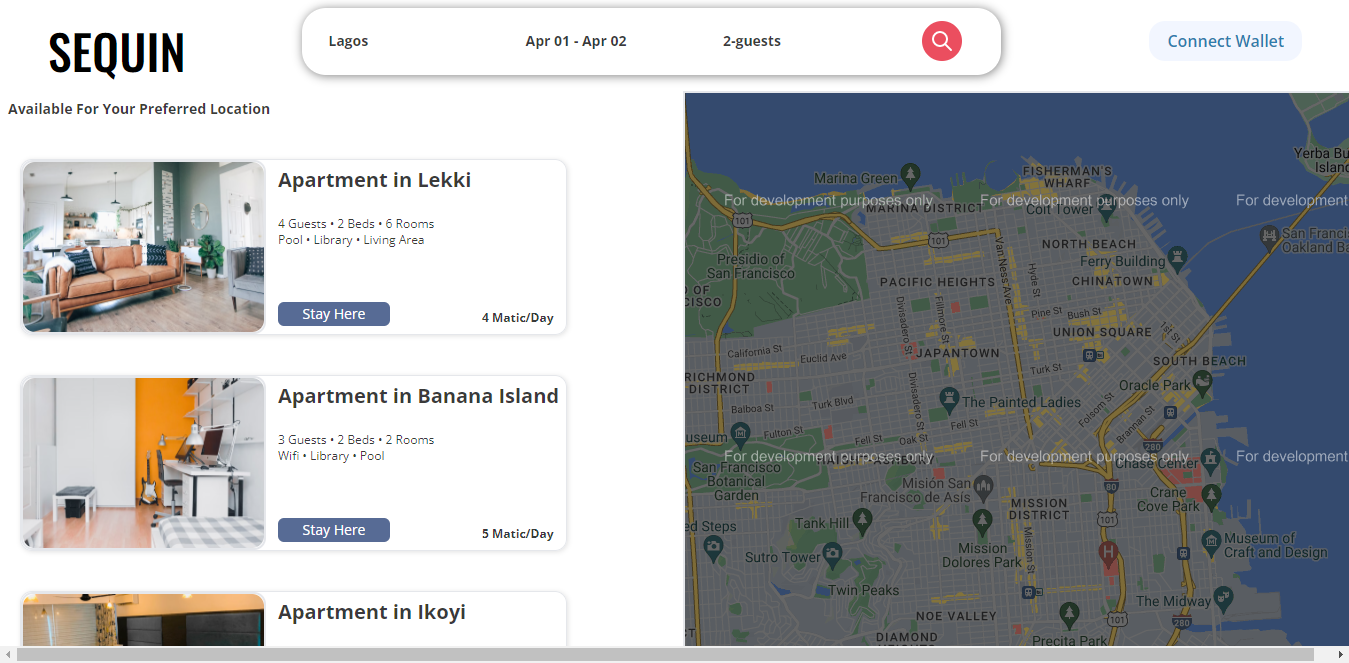 SEQUIN
Lagos
Apr 01 - Apr 02
2-guests
Connect Wallet
Available For Your Preferred Location
Apartment in Lekki
4 Guests • 2 Beds • 6 Rooms
Pool • Library • Living Area
Stay Here
4 Matic/Day
Apartment in Banana Island
3 Guests • 2 Beds • 2 Rooms
Wifi • Library • Pool
Stay Here
5 Matic/Day
Apartment in Ikoyi
Yerba Bu
Island
Marina Green
FISHERMAN'S
WHARF
For development purposes only
For development purposes only
For development
MARINA DISTRICT
Coit Tower
101
101
San Franci
Oakland Ba
NORTH BEACH
Presidio of
San Francisco
Van Ness Ave
Ferry Building
Hyde St
PACIFIC HEIGHTS
CHINATOWN
O OF
CISCO
Divisadero St
Fillmore St
Pine St
Bush St
1st St
UNION SQUARE
California St
Euclid Ave
JAPANTOWN
SOUTH BEACH
Turk St
RICHMOND
DISTRICT
Oracle Park
Divisadero St
Balboa St
Turk Blvd
The Painted Ladies
Folsom St
Brannan St
Fell St
useum
Fulton St
Fell St
Oak St
280
For development purposes only
For development purposes only
For development
HAIGHT-ASHBURY
Chase Center
San Francisco
Botanical
Garden
Misión San
Francisco de Asís
80
Crane
Cove Park
MISSION
DISTRICT
101
ed Steps
Tank Hill
Mission St
Museum of
Craft and Design
Sutro Tower
Mission
Dolores Park
H
Twin Peaks
The Midway
NOE VALLEY
101
280
DIAMOND
HEIGHTS
Precita Park